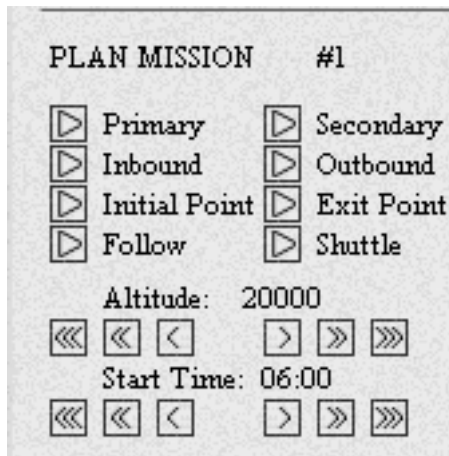 PLAN MISSION #1
Primary Secondary
Inbound Outbound
Initial Point Exit Point
Follow Shuttle
Altitude: 20000
<<< << < > >> >>>
Start Time: 06:00
<<< << < > >> >>>